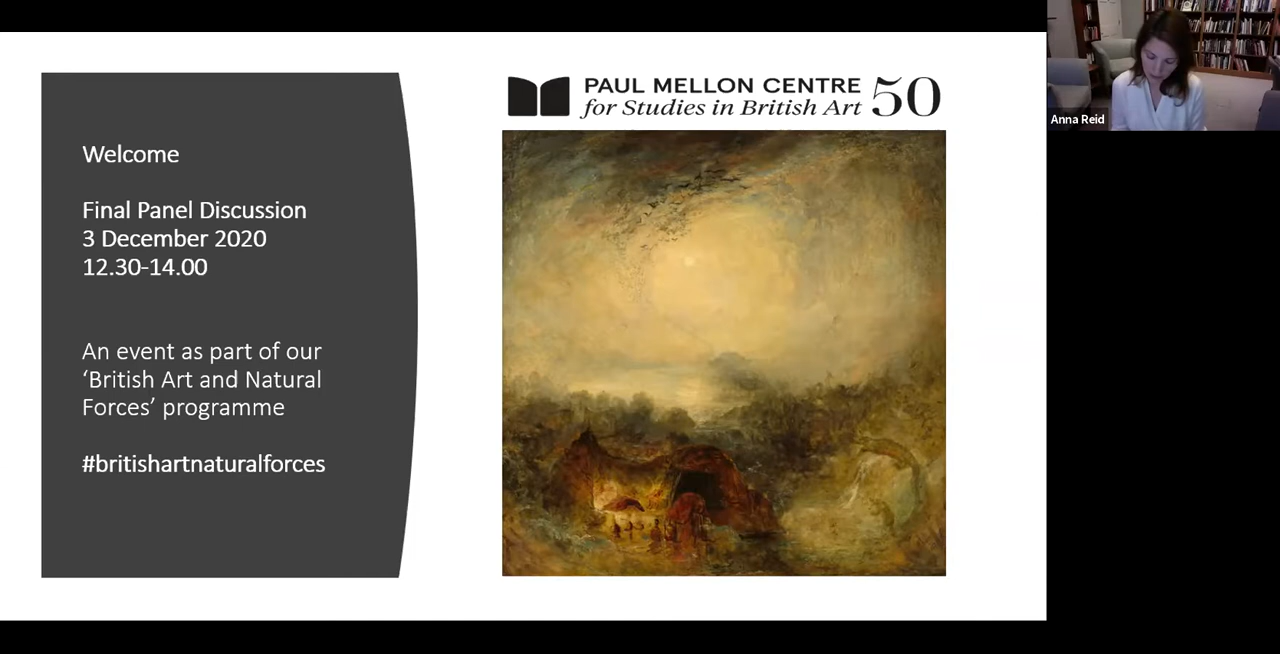 Welcome
Final Panel Discussion
3 December 2020
12.30-14.00
An event as part of our
‘British Art and Natural
Forces’ programme
#britishartnaturalforces
PAUL MELLON CENTRE
for Studies in British Art
50
Anna Reid